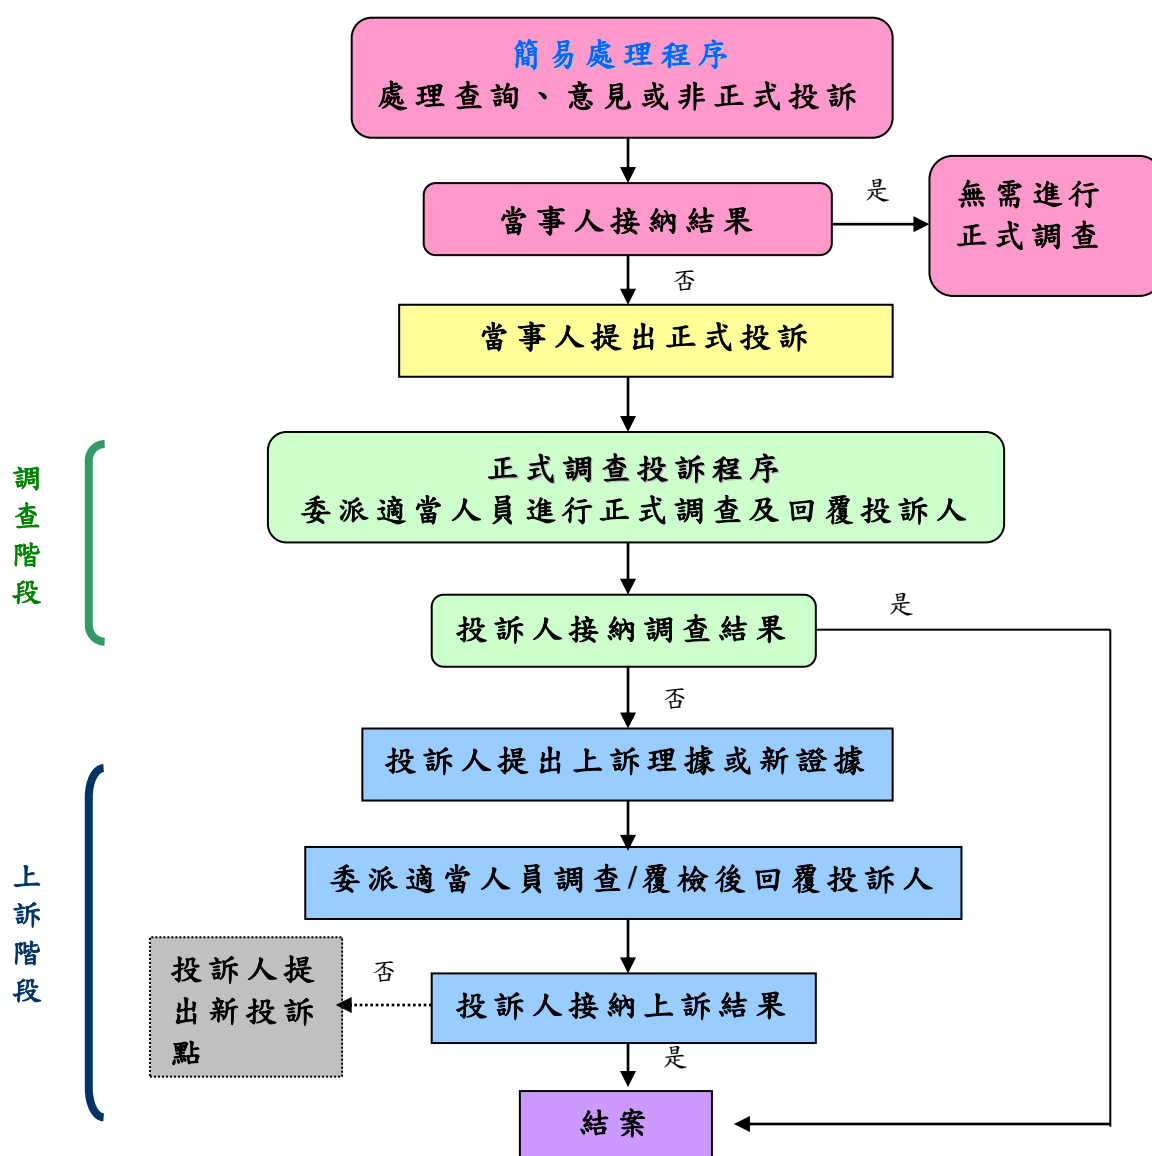 簡易處理程序
處理查詢、意見或非正式投訴
當事人接納結果
是
無需進行
正式調查
否
當事人提出正式投訴
調
查
階
段
正式調查投訴程序
委派適當人員進行正式調查及回覆投訴人
投訴人接納調查結果
是
否
上
訴
階
段
投訴人提出上訴理據或新證據
委派適當人員調查/覆檢後回覆投訴人
投訴人提
出新投訴
點
否
投訴人接納上訴結果
是
結案